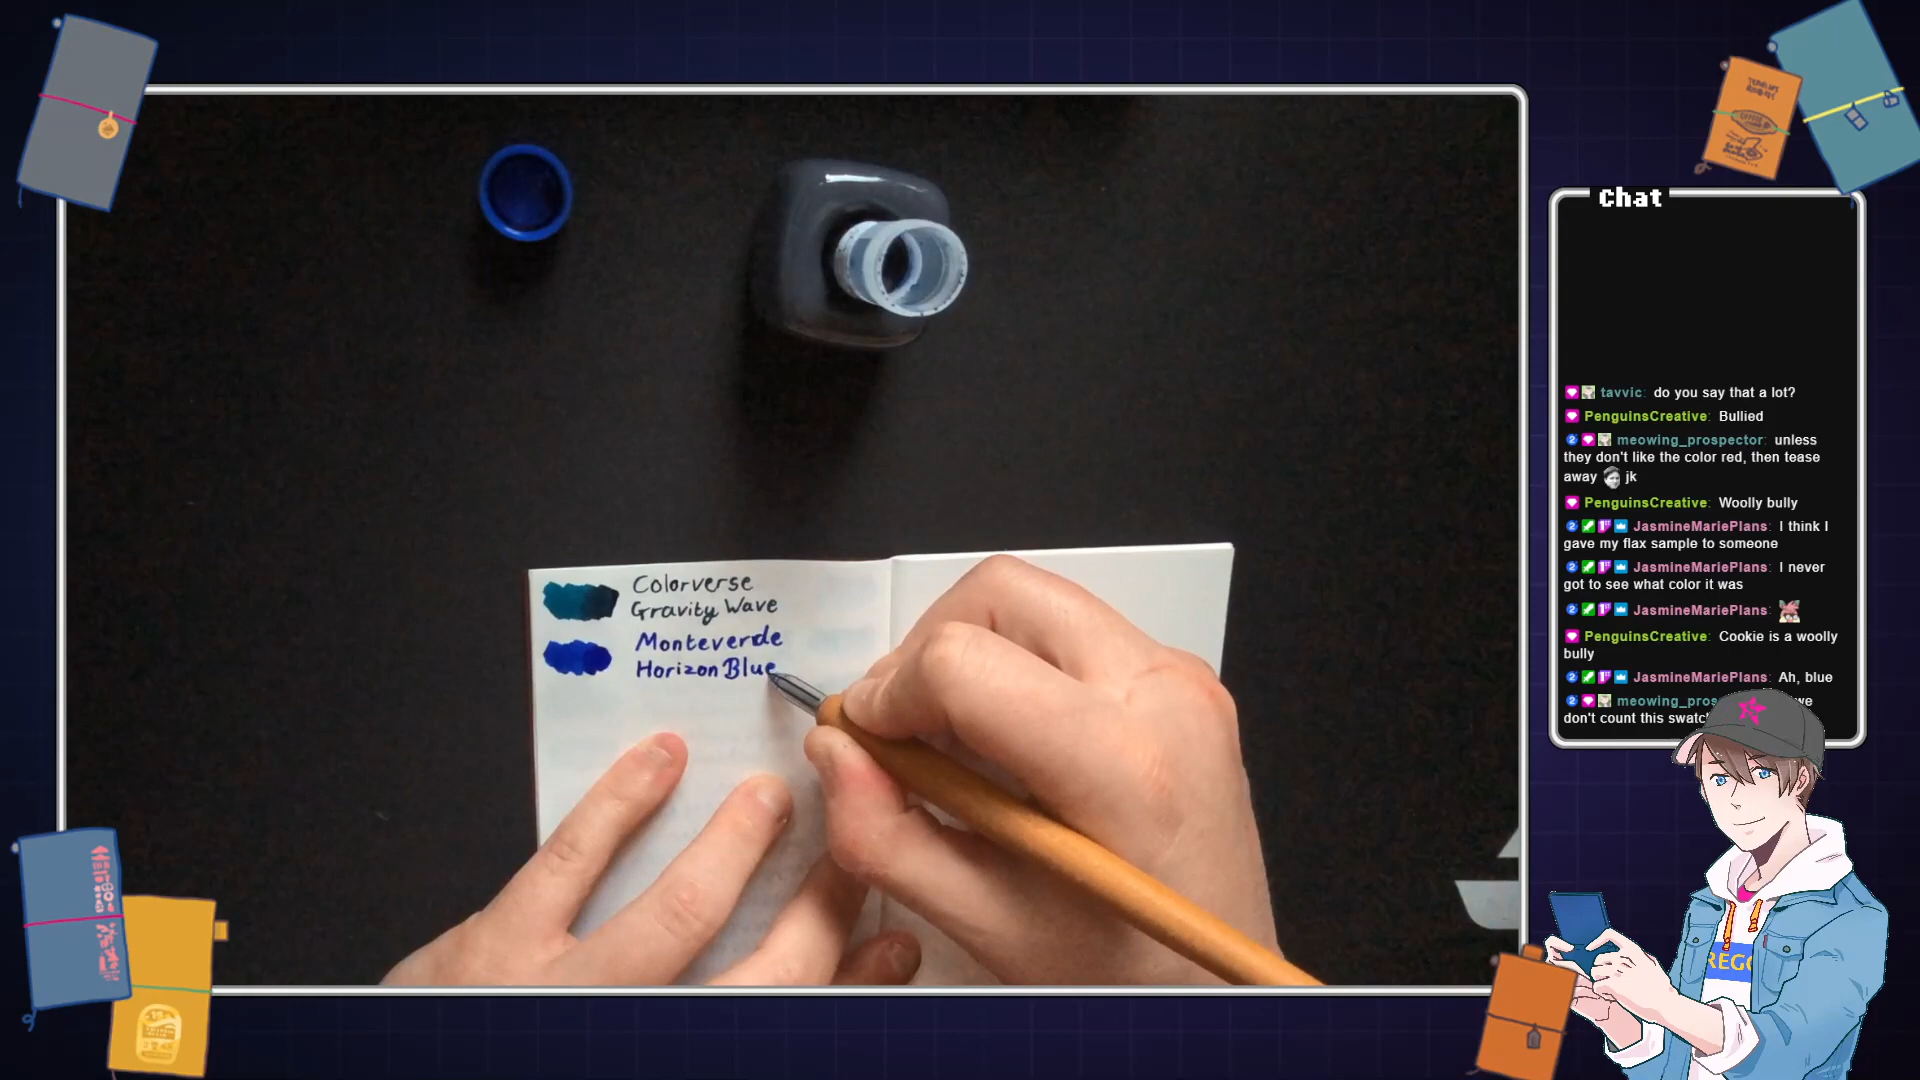 Colorverse
Gravity Wave
Monteverde
Horizon Blue
chat
tavvic: do you say that a lot?
PenguinsCreative: Bullied
meowing_prospector: unless
they don't like the color red, then tease
away jk
PenguinsCreative: Woolly bully
JasmineMariePlans: I think I
gave my flax sample to someone
JasmineMariePlans: I never
got to see what color it was
JasmineMariePlans:
PenguinsCreative: Cookie is a woolly
bully
JasmineMariePlans: Ah, blue
meowing_pros we
don't count this swatc
REGO